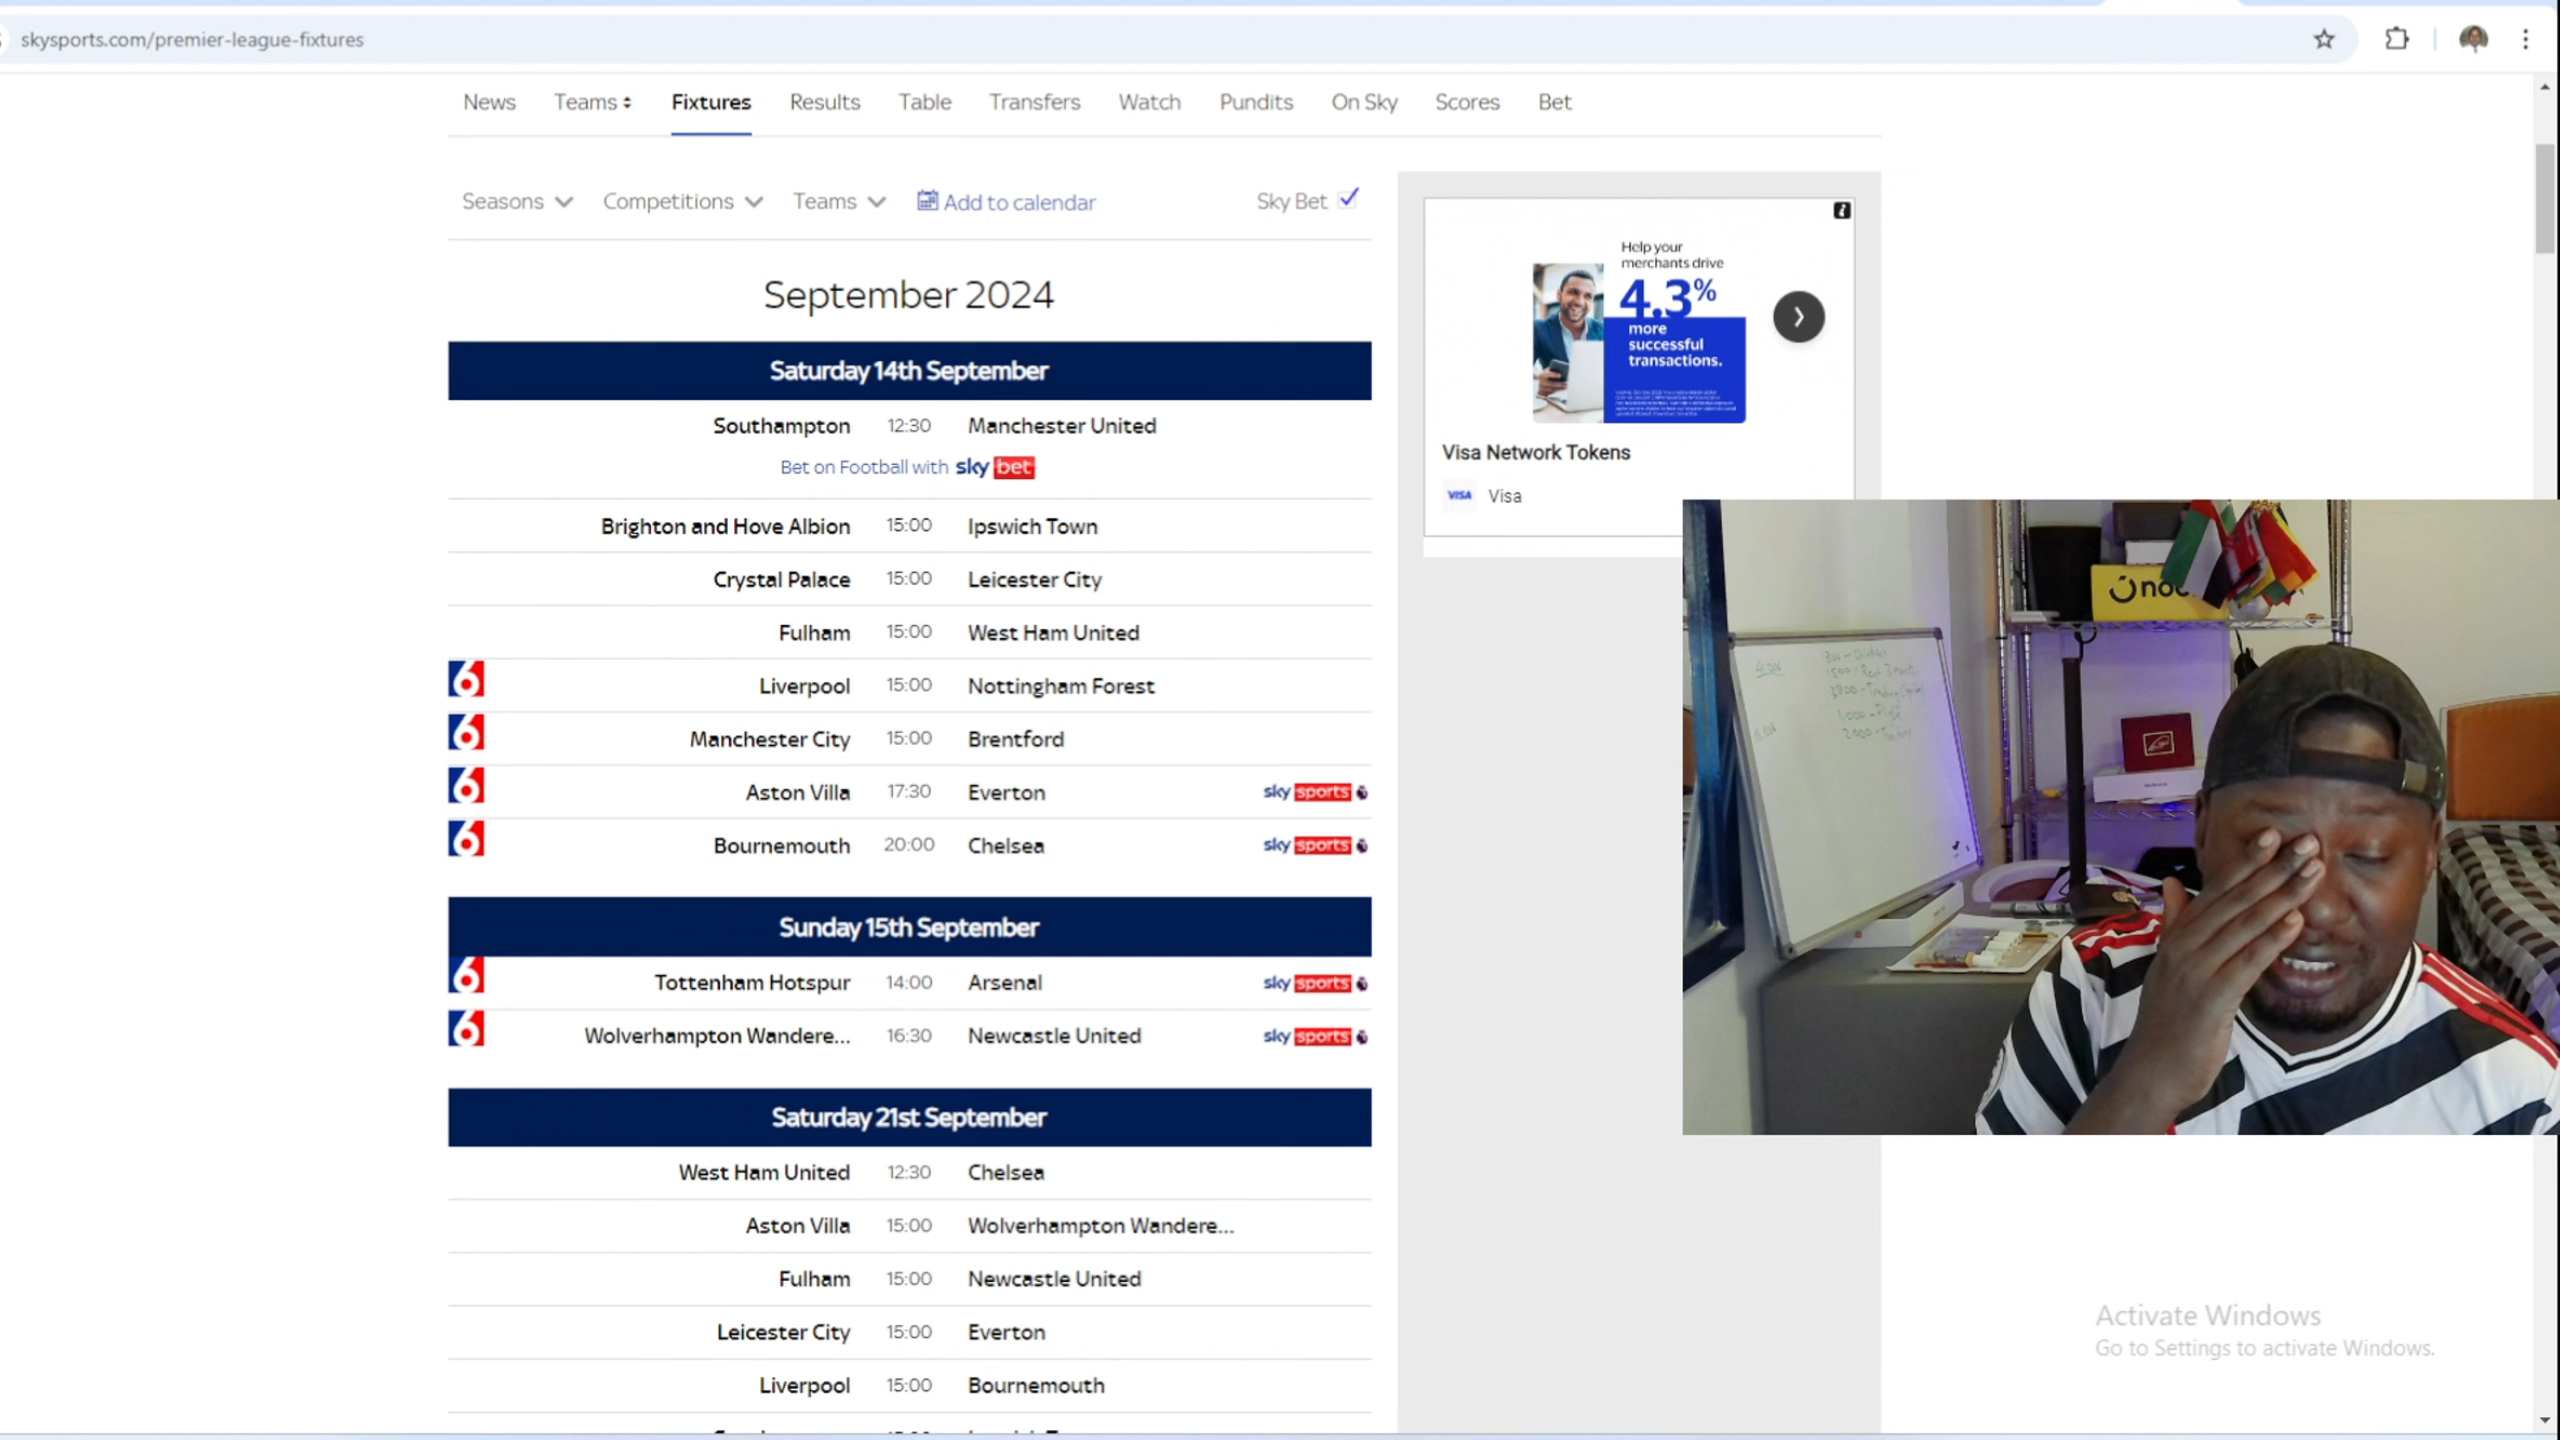 skysports.com/premier-league-fixtures
News Teams Fixtures Results Table Transfers Watch Pundits On Sky Scores Bet
Seasons Competitions Teams Add to calendar Sky Bet
September 2024
Saturday 14th September
Southampton 12:30 Manchester United
Bet on Football with sky bet
Brighton and Hove Albion 15:00 Ipswich Town
Crystal Palace 15:00 Leicester City
Fulham 15:00 West Ham United
6 Liverpool 15:00 Nottingham Forest
6 Manchester City 15:00 Brentford
6 Aston Villa 17:30 Everton sky sports
6 Bournemouth 20:00 Chelsea sky sports
Sunday 15th September
6 Tottenham Hotspur 14:00 Arsenal sky sports
6 Wolverhampton Wandere... 16:30 Newcastle United sky sports
Saturday 21st September
West Ham United 12:30 Chelsea
Aston Villa 15:00 Wolverhampton Wandere...
Fulham 15:00 Newcastle United
Leicester City 15:00 Everton
Liverpool 15:00 Bournemouth
Help your
merchants drive
4.3%
more
successful
transactions.
Visa Network Tokens
VISA Visa
Activate Windows
Go to Settings to activate Windows.